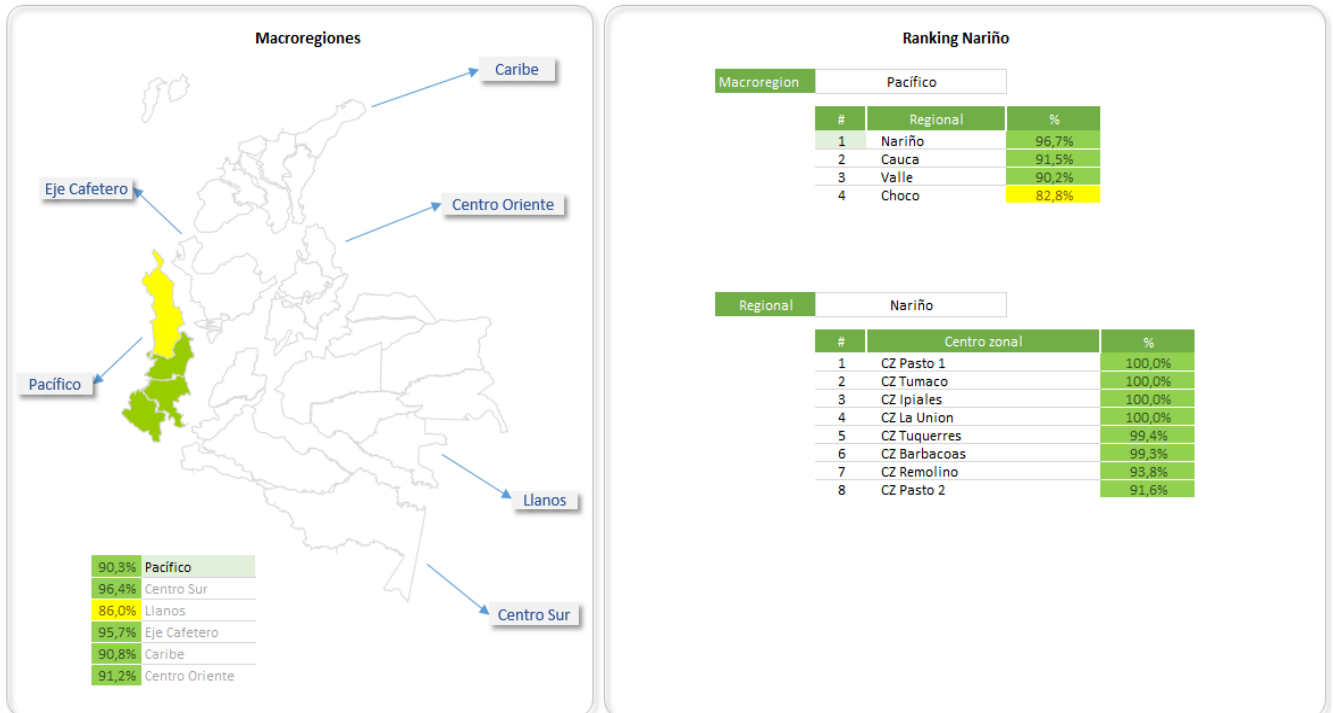 Macroregiones
Caribe
Eje Cafetero
Centro Oriente
Pacífico
Llanos
Centro Sur
90,3% Pacífico
96,4% Centro Sur
86,0% Llanos
95,7% Eje Cafetero
90,8% Caribe
91,2% Centro Oriente
Ranking Nariño
Macroregion Pacífico
# Regional %
1 Nariño 96,7%
2 Cauca 91,5%
3 Valle 90,2%
4 Choco 82,8%
Regional Nariño
# Centro zonal %
1 CZ Pasto 1 100,0%
2 CZ Tumaco 100,0%
3 CZ Ipiales 100,0%
4 CZ La Union 100,0%
5 CZ Tuquerres 99,4%
6 CZ Barbacoas 99,3%
7 CZ Remolino 93,8%
8 CZ Pasto 2 91,6%